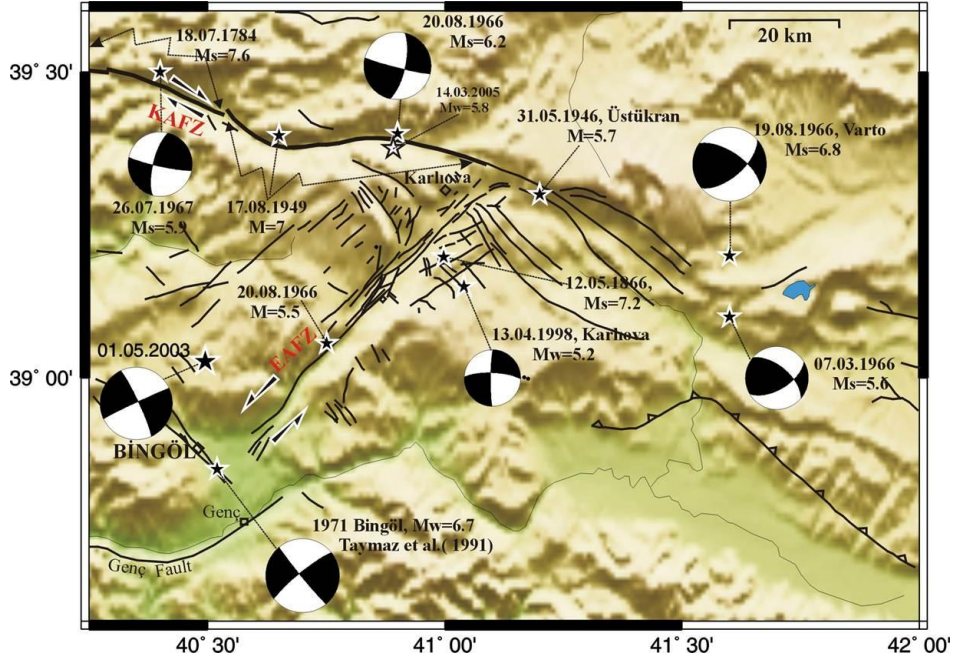 20.08.1966
Ms=6.2
20 km
18.07.1784
Ms=7.6
39° 30'
14.03.2005
Mw=5.8
KAFZ
31.05.1946, Üstükran
M=5.7
19.08.1966, Varto
Ms=6.8
Karlıova
26.07.1967
Ms=5.9
17.08.1949
M=7
20.08.1966
M=5.5
12.05.1866,
Ms=7.2
EAFZ
13.04.1998, Karlıova
Mw=5.2
01.05.2003
07.03.1966
Ms=5.6
39° 00'
BİNGÖL
Genç
1971 Bingöl, Mw=6.7
Taymaz et al.( 1991)
Genç Fault
40° 30'
41° 00'
41° 30'
42° 00'